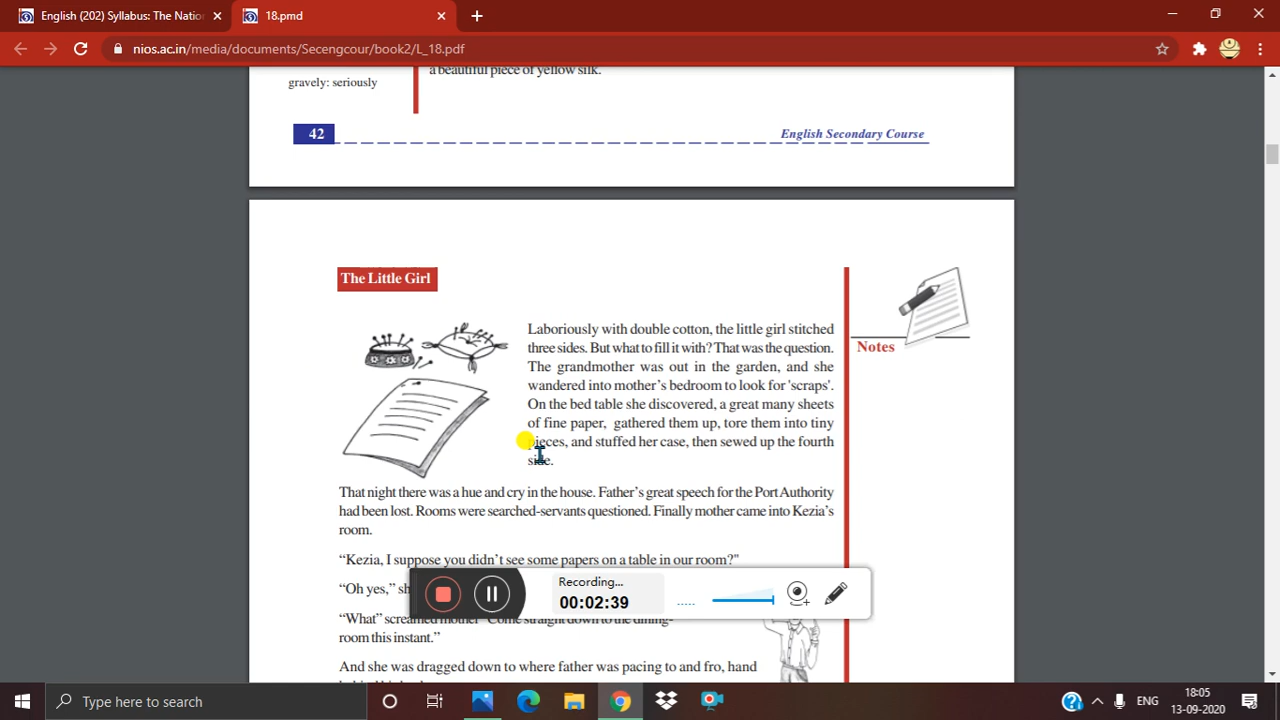 English (202) Syllabus: The Natio
18.pmd
nios.ac.in/media/documents/Secengcour/book2/L_18.pdf
gravely: seriously
a beautiful piece of yellow silk.
42
English Secondary Course
The Little Girl
Notes
Laboriously with double cotton, the little girl stitched
three sides. But what to fill it with? That was the question.
The grandmother was out in the garden, and she
wandered into mother's bedroom to look for 'scraps'.
On the bed table she discovered, a great many sheets
of fine paper, gathered them up, tore them into tiny
pieces, and stuffed her case, then sewed up the fourth
side.
That night there was a hue and cry in the house. Father's great speech for the Port Authority
had been lost. Rooms were searched-servants questioned. Finally mother came into Kezia's
room.
“Kezia, I suppose you didn't see some papers on a table in our room?"
“Oh yes,” sh
“What” screamed mother “Come straight down to the dining-
room this instant.”
And she was dragged down to where father was pacing to and fro, hand
Recording...
00:02:39
Type here to search
ENG
18:05
13-09-2020